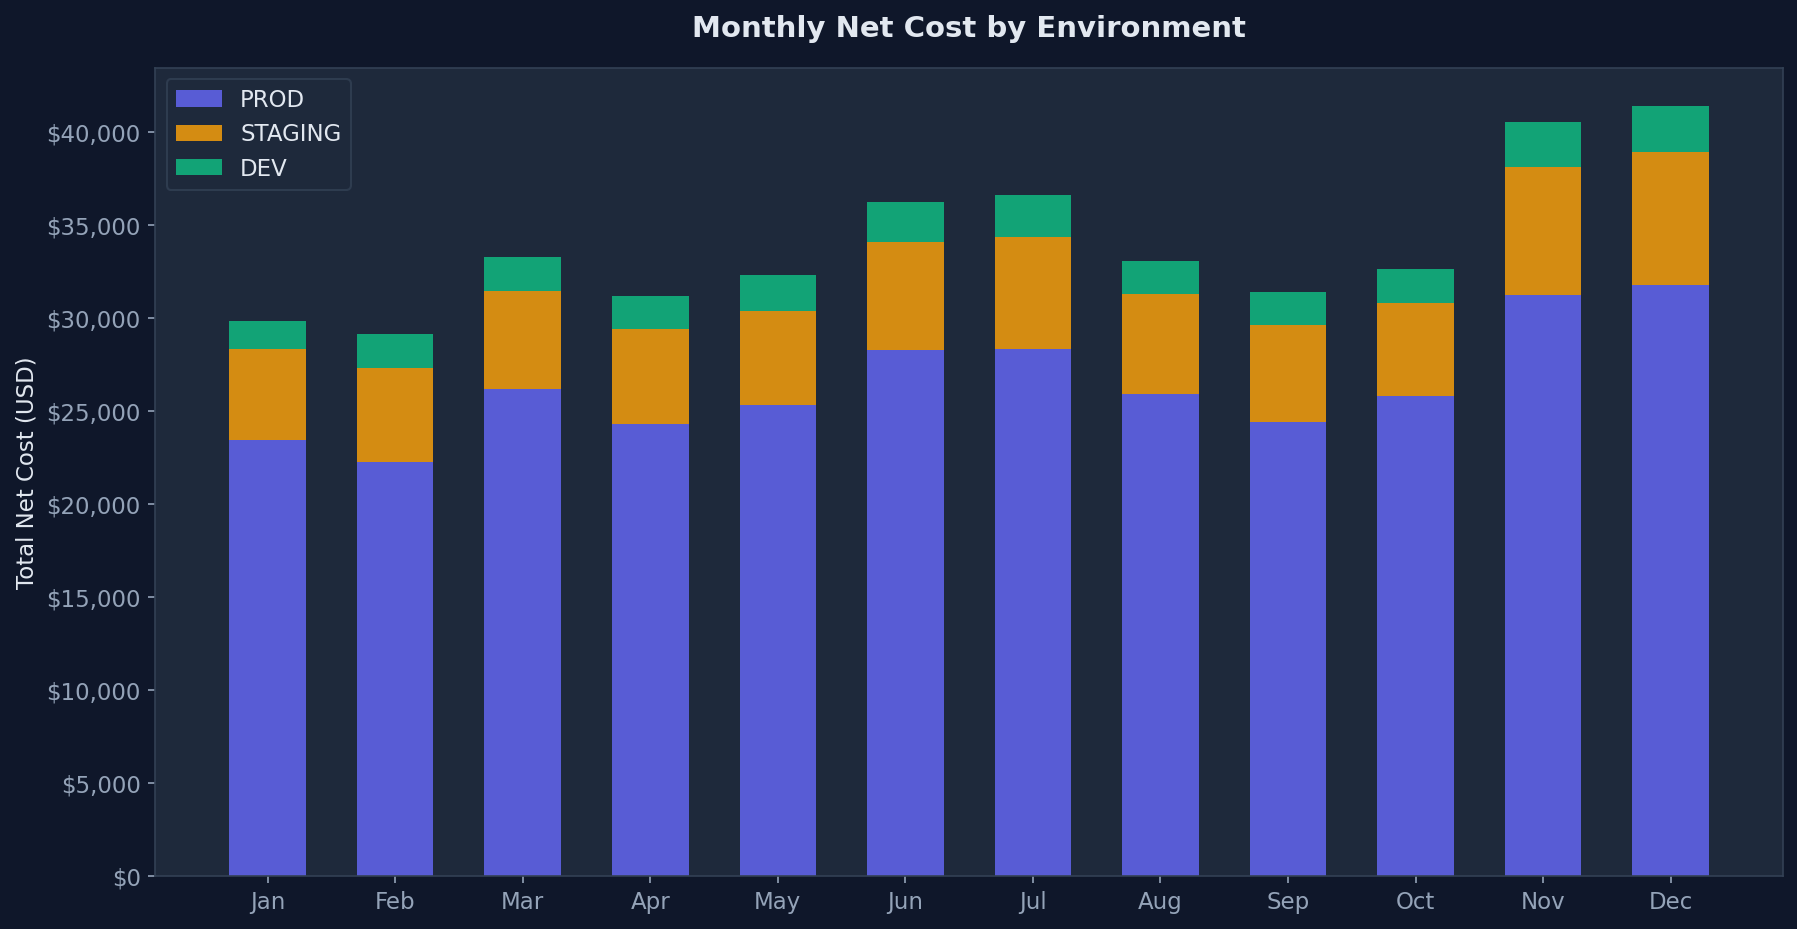 Monthly Net Cost by Environment
PROD
STAGING
DEV
Total Net Cost (USD)
$40,000
$35,000
$30,000
$25,000
$20,000
$15,000
$10,000
$5,000
$0
Jan Feb Mar Apr May Jun Jul Aug Sep Oct Nov Dec